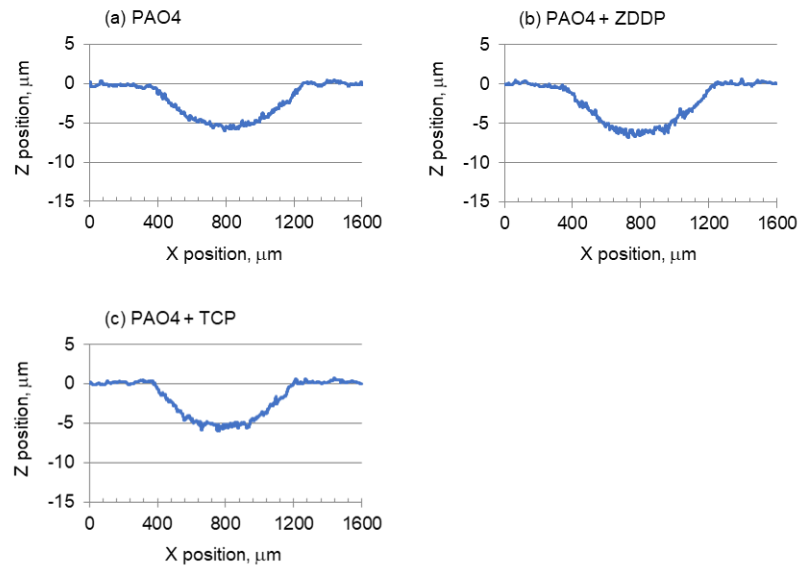 (a) PAO4
5
0
-5
-10
-15
Z position, μm
0 400 800 1200 1600
X position, μm
(b) PAO4 + ZDDP
5
0
-5
-10
-15
Z position, μm
0 400 800 1200 1600
X position, μm
(c) PAO4 + TCP
5
0
-5
-10
-15
Z position, μm
0 400 800 1200 1600
X position, μm